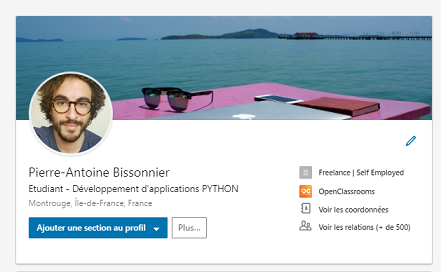 Pierre-Antoine Bissonnier
Etudiant - Développement d'applications PYTHON
Montrouge, Île-de-France, France
Ajouter une section au profil
Plus...
Freelance | Self Employed
OpenClassrooms
Voir les coordonnées
Voir les relations (+ de 500)